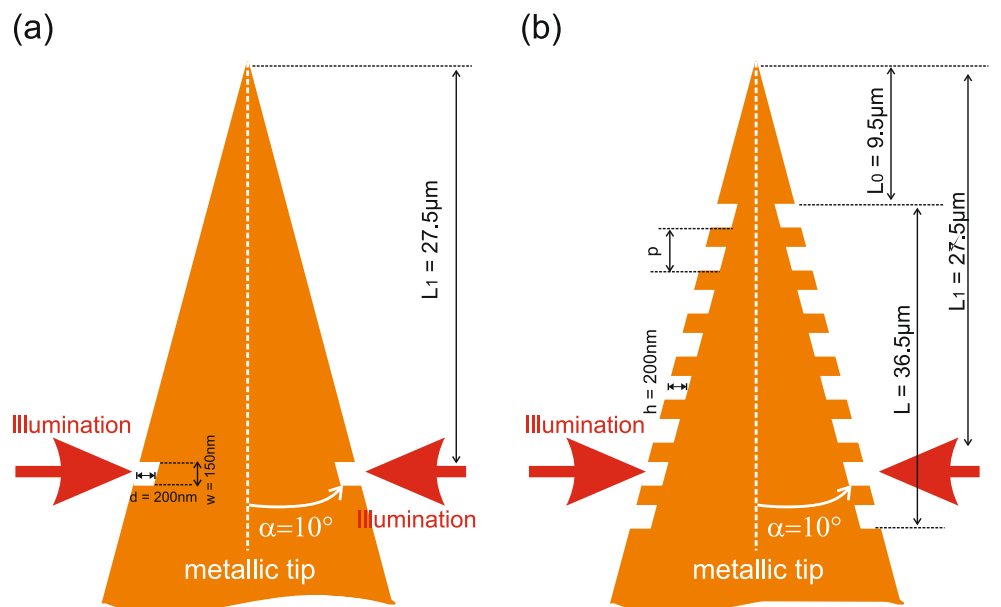 (a)
L1 = 27.5µm
Illumination
d = 200nm
w = 150nm
Illumination
α=10°
metallic tip
(b)
L0 = 9.5µm
L1 = 27.5µm
p
L = 36.5µm
h = 200nm
Illumination
α=10°
metallic tip